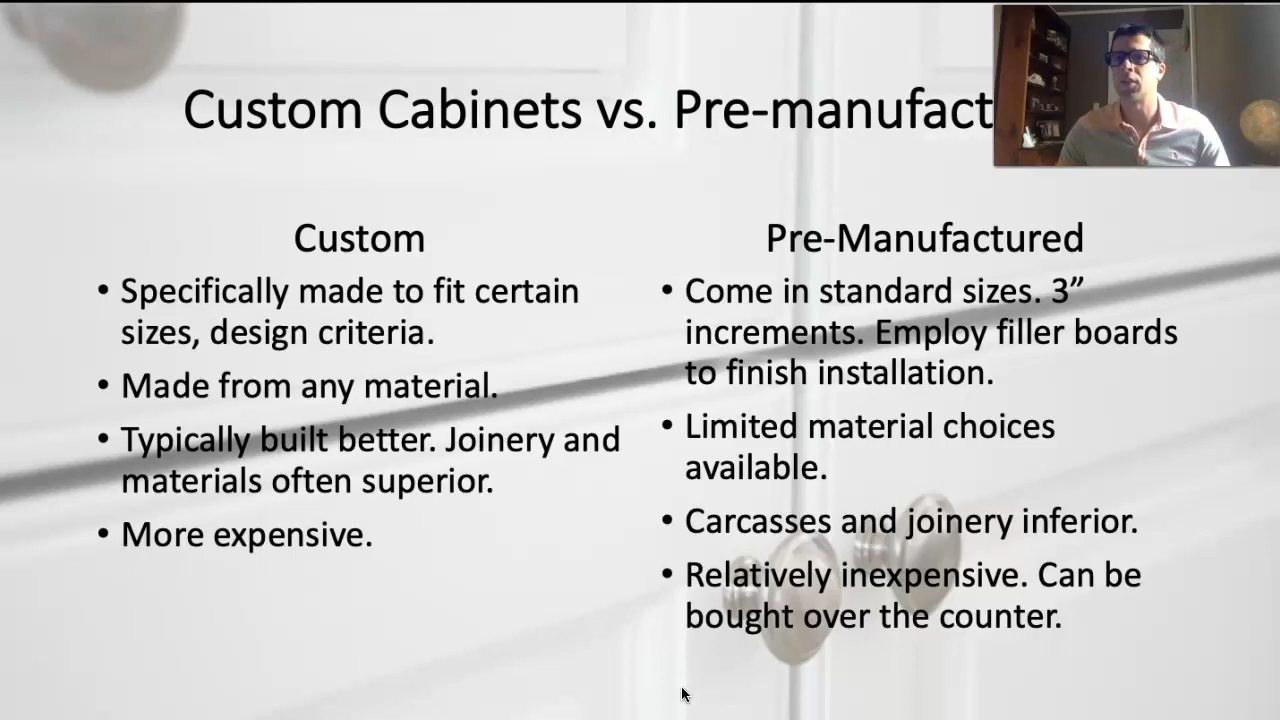 Custom Cabinets vs. Pre-manufact
Custom
• Specifically made to fit certain
sizes, design criteria.
• Made from any material.
• Typically built better. Joinery and
materials often superior.
• More expensive.
Pre-Manufactured
• Come in standard sizes. 3”
increments. Employ filler boards
to finish installation.
• Limited material choices
available.
• Carcasses and joinery inferior.
• Relatively inexpensive. Can be
bought over the counter.